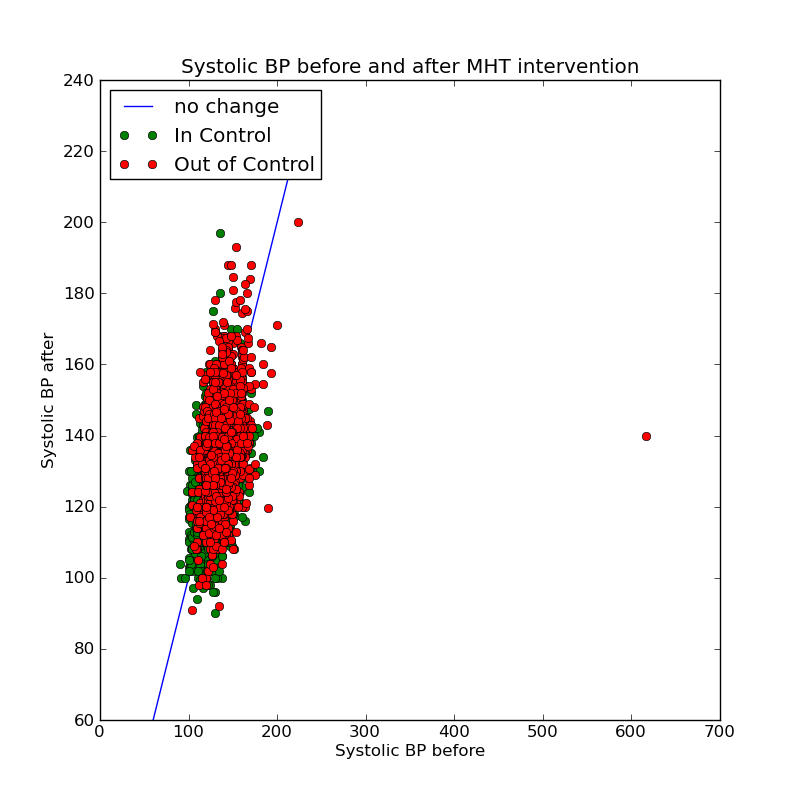 Systolic BP before and after MHT intervention
no change
In Control
Out of Control
Systolic BP after
240
220
200
180
160
140
120
100
80
60
0 100 200 300 400 500 600 700
Systolic BP before